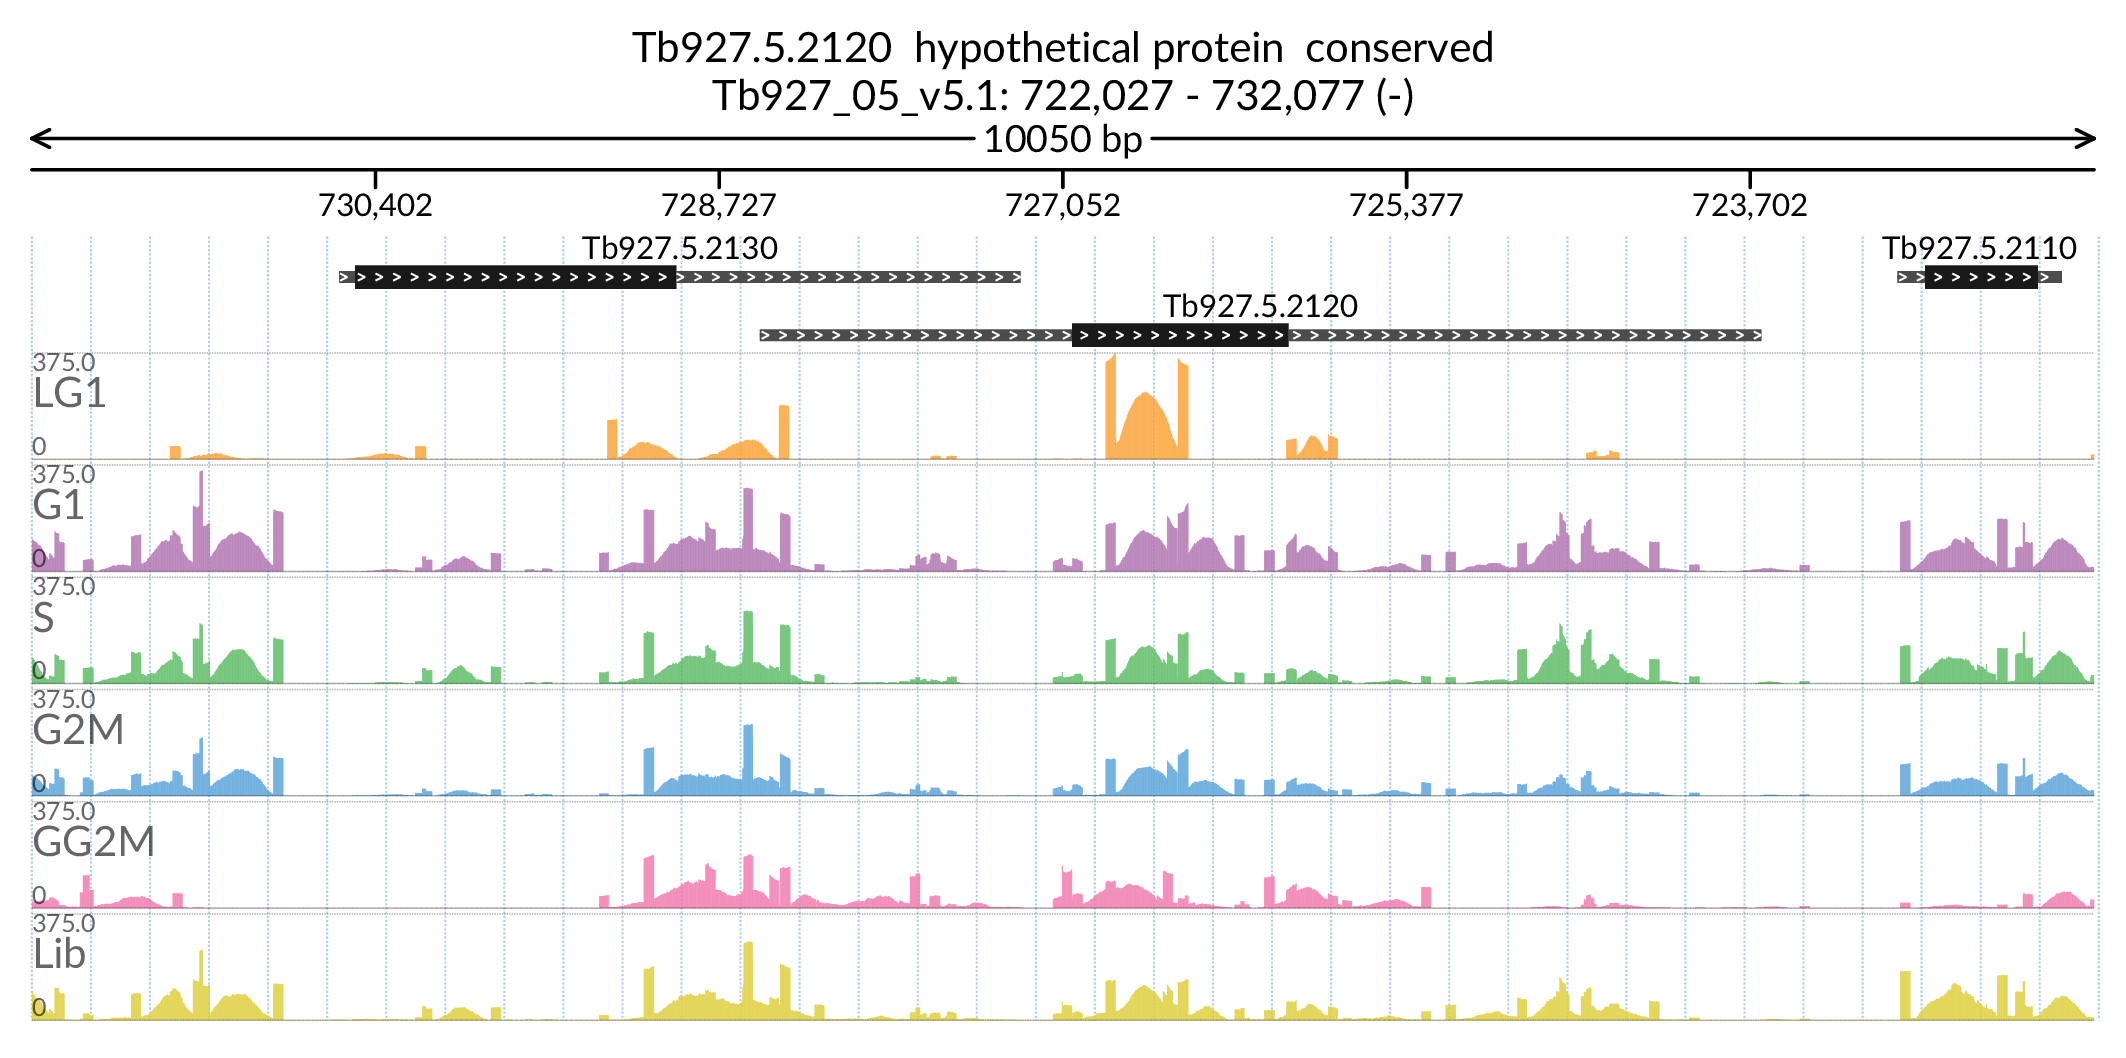 Tb927.5.2120 hypothetical protein conserved
Tb927_05_v5.1: 722,027 - 732,077 (-)
10050 bp
730,402 728,727 727,052 725,377 723,702
Tb927.5.2130 Tb927.5.2110
Tb927.5.2120
375.0
LG1
0
375.0
G1
0
375.0
S
0
375.0
G2M
0
375.0
GG2M
0
375.0
Lib
0